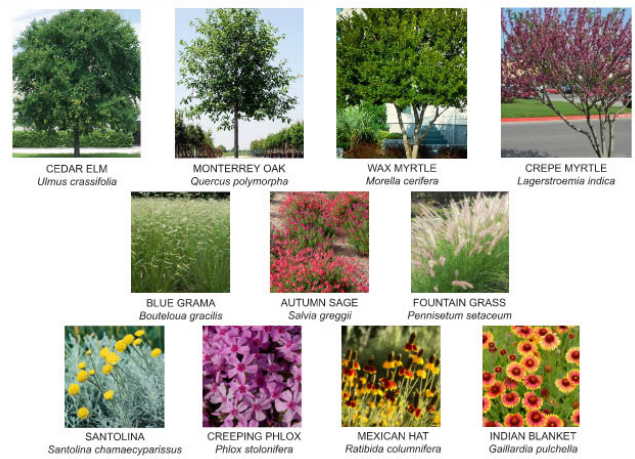 CEDAR ELM
Ulmus crassifolia
MONTERREY OAK
Quercus polymorpha
WAX MYRTLE
Morella cerifera
CREPE MYRTLE
Lagerstroemia indica
BLUE GRAMA
Bouteloua gracilis
AUTUMN SAGE
Salvia greggii
FOUNTAIN GRASS
Pennisetum setaceum
SANTOLINA
Santolina chamaecyparissus
CREEPING PHLOX
Phlox stolonifera
MEXICAN HAT
Ratibida columnifera
INDIAN BLANKET
Gaillardia pulchella